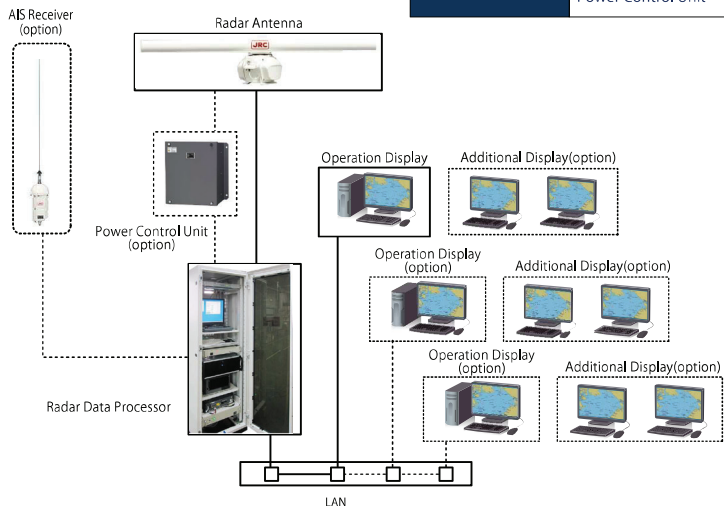 Power Control Unit
AIS Receiver
(option)
Radar Antenna
JRC
Operation Display
Additional Display(option)
Power Control Unit
(option)
Operation Display
(option)
Additional Display(option)
Operation Display
(option)
Additional Display(option)
Radar Data Processor
LAN